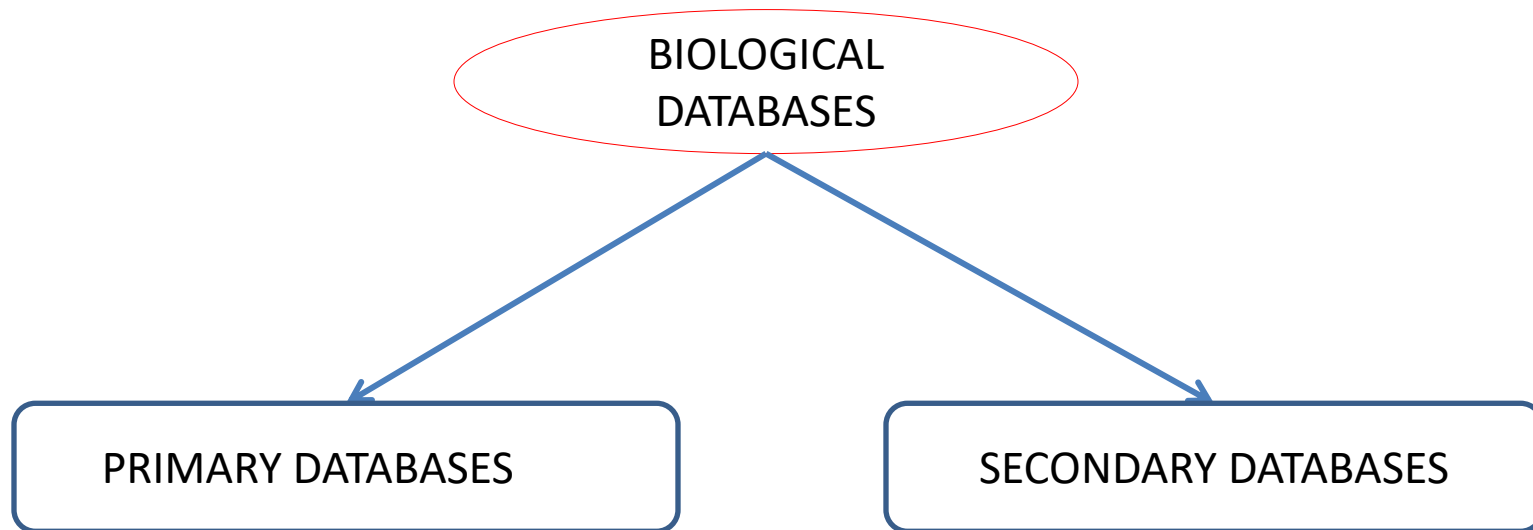 BIOLOGICAL
DATABASES
PRIMARY DATABASES
SECONDARY DATABASES